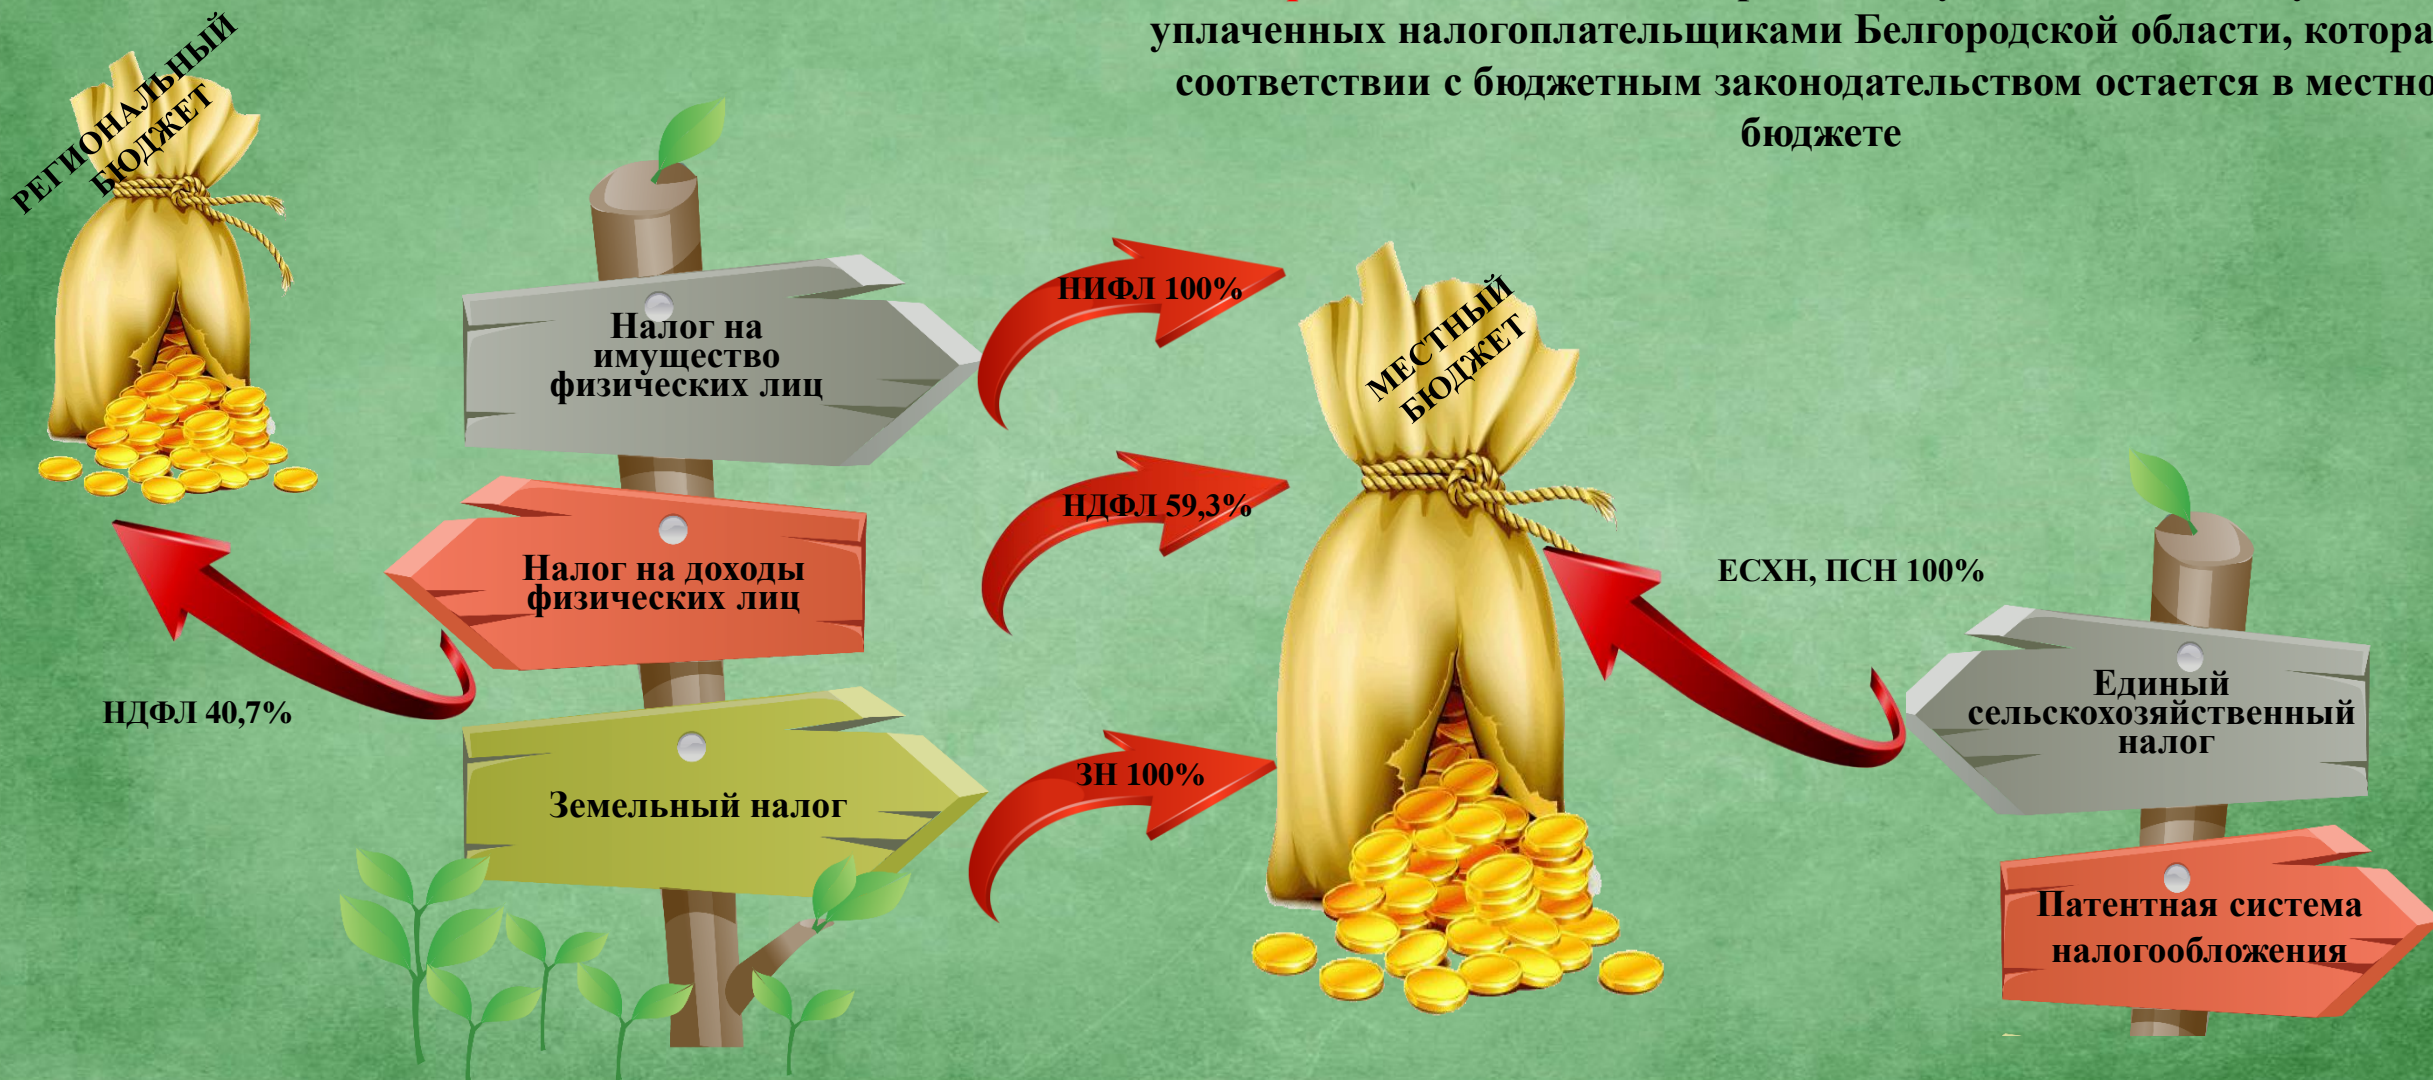 уплаченных налогоплательщиками Белгородской области,
соответствии с бюджетным законодательством остается в
бюджете
РЕГИОНАЛЬНЫЙ
БЮДЖЕТ
Налог на
имущество
физических лиц
НИФЛ 100%
МЕСТНЫЙ
БЮДЖЕТ
Налог на доходы
физических лиц
НДФЛ 59,3%
НДФЛ 40,7%
Земельный налог
ЗН 100%
ЕСХН, ПСН 100%
Единый
сельскохозяйственный
налог
Патентная система
налогообложения